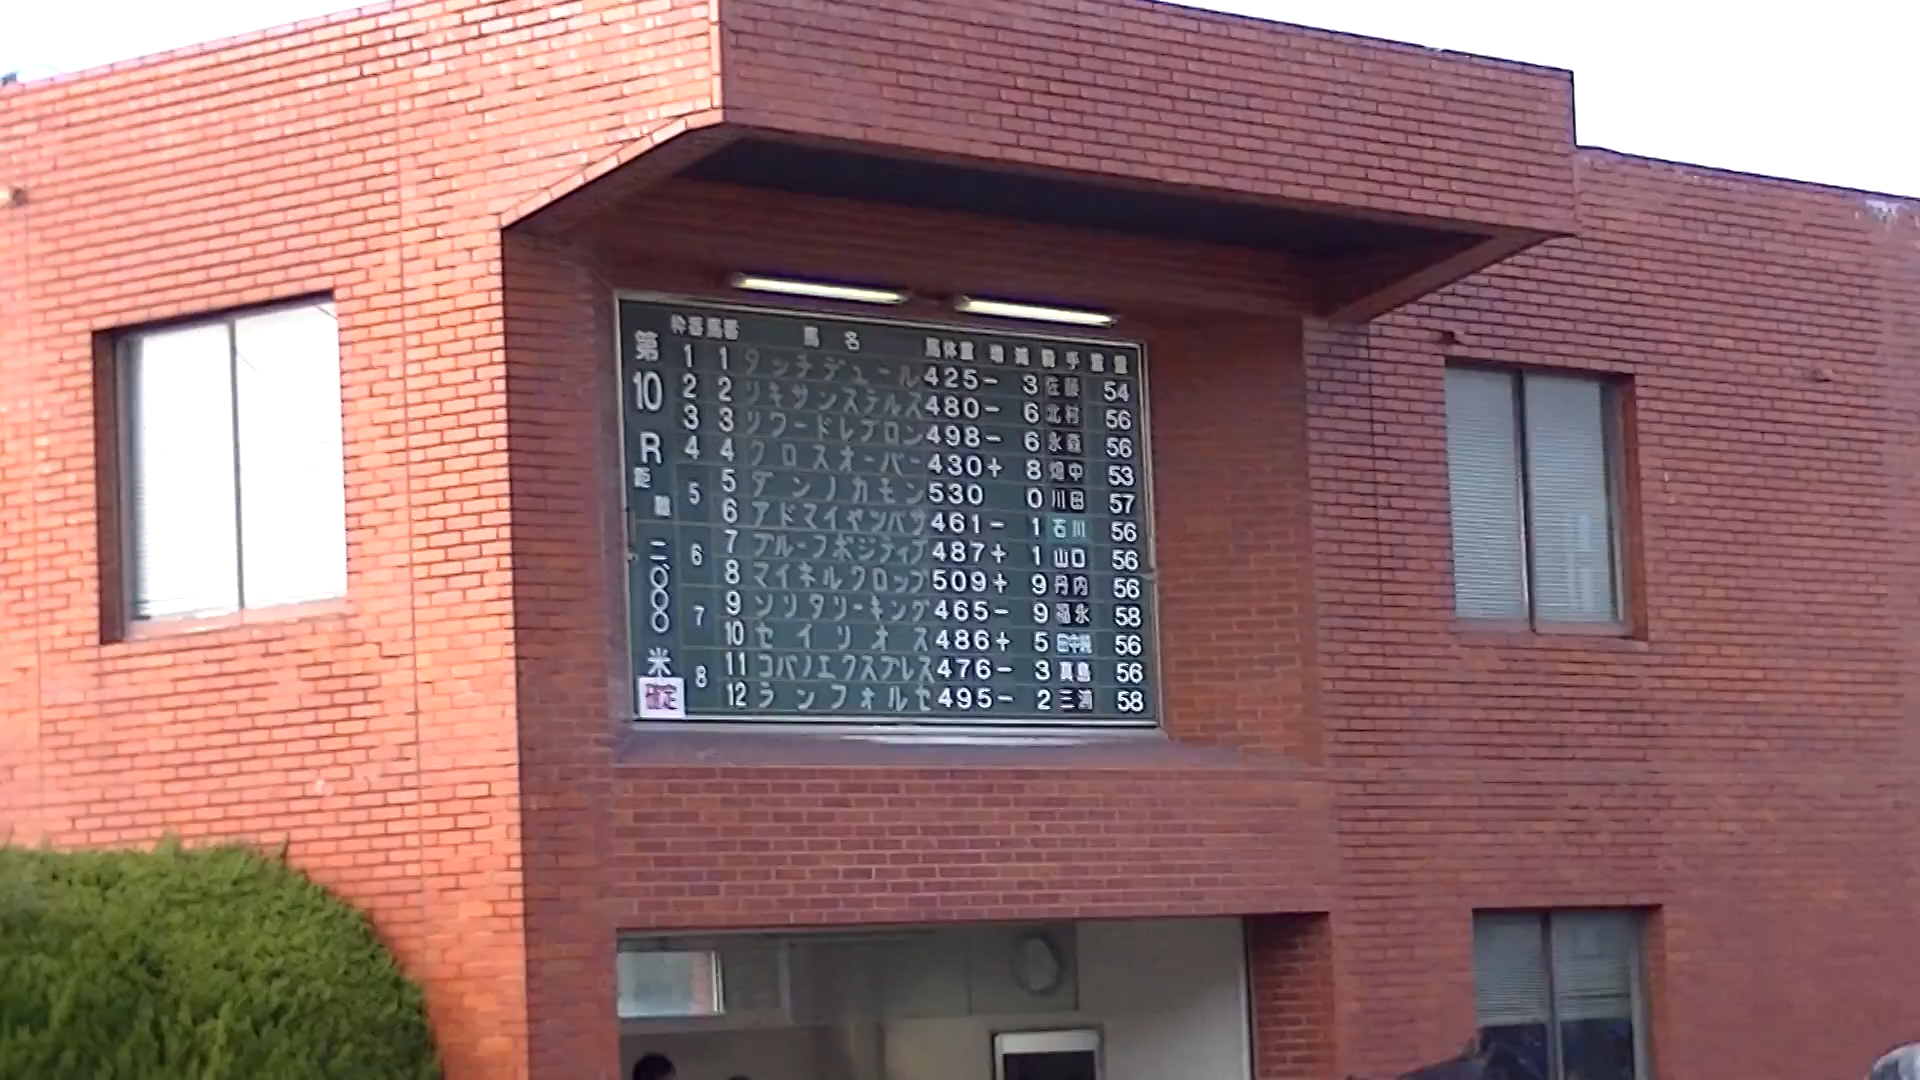 枠番 馬番 馬名 馬体重 増減 騎手 重量
第10R
距離 二〇〇〇米
確定
1 1 タンチデュール 425- 3 佐藤 54
2 2 リキサンステルス 480- 6 北村 56
3 3 リワードレブロン 498- 6 永森 56
4 4 クロスオーバー 430+ 8 畑中 53
5 5 ダンノカモン 530 0 川田 57
6 アドマイヤンバサ 461- 1 石川 56
6 7 プルーフポジティブ 487+ 1 山口 56
8 マイネルクロップ 509+ 9 丹内 56
7 9 ソリタリーキング 465- 9 福永 58
10 セイリオス 486+ 5 56
8 11 コパノエクスプレス 476- 3 真島 56
12 ランフォルセ 495- 2 三浦 58